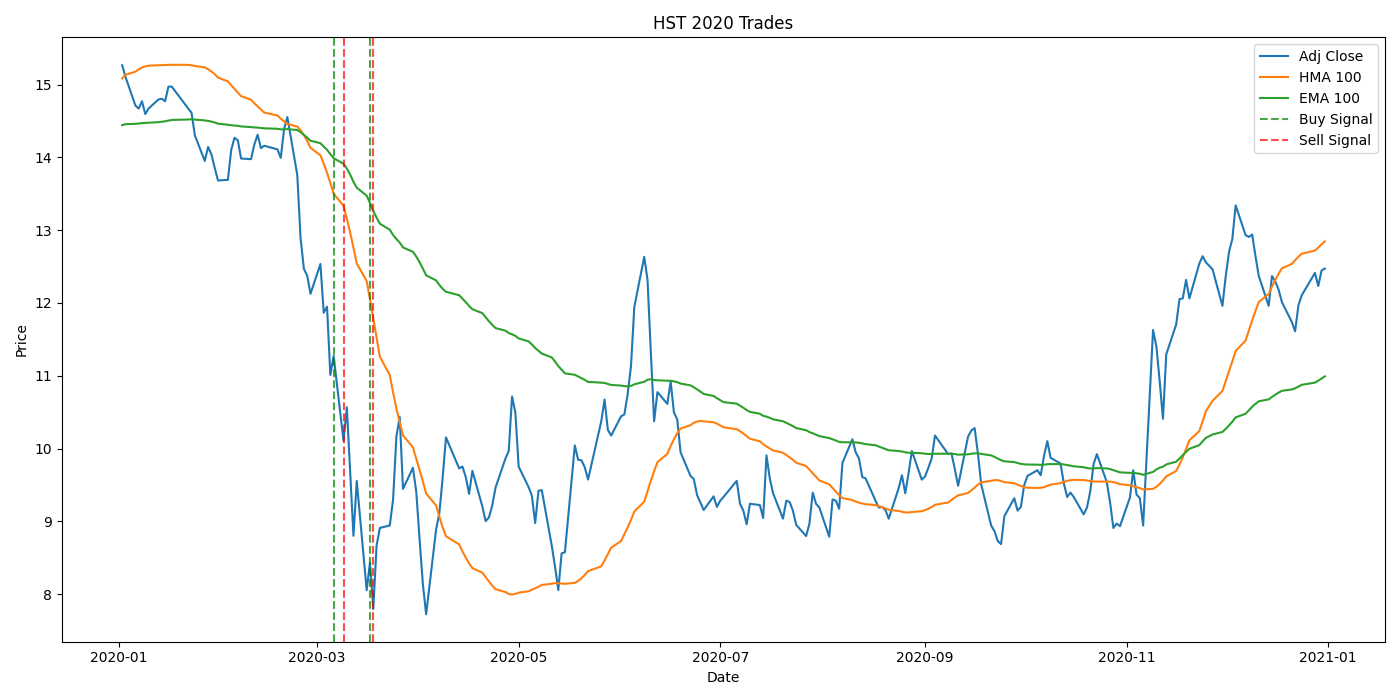 HST 2020 Trades
Adj Close
HMA 100
EMA 100
Buy Signal
Sell Signal
Price
15
14
13
12
11
10
9
8
2020-01
2020-03
2020-05
2020-07
2020-09
2020-11
2021-01
Date